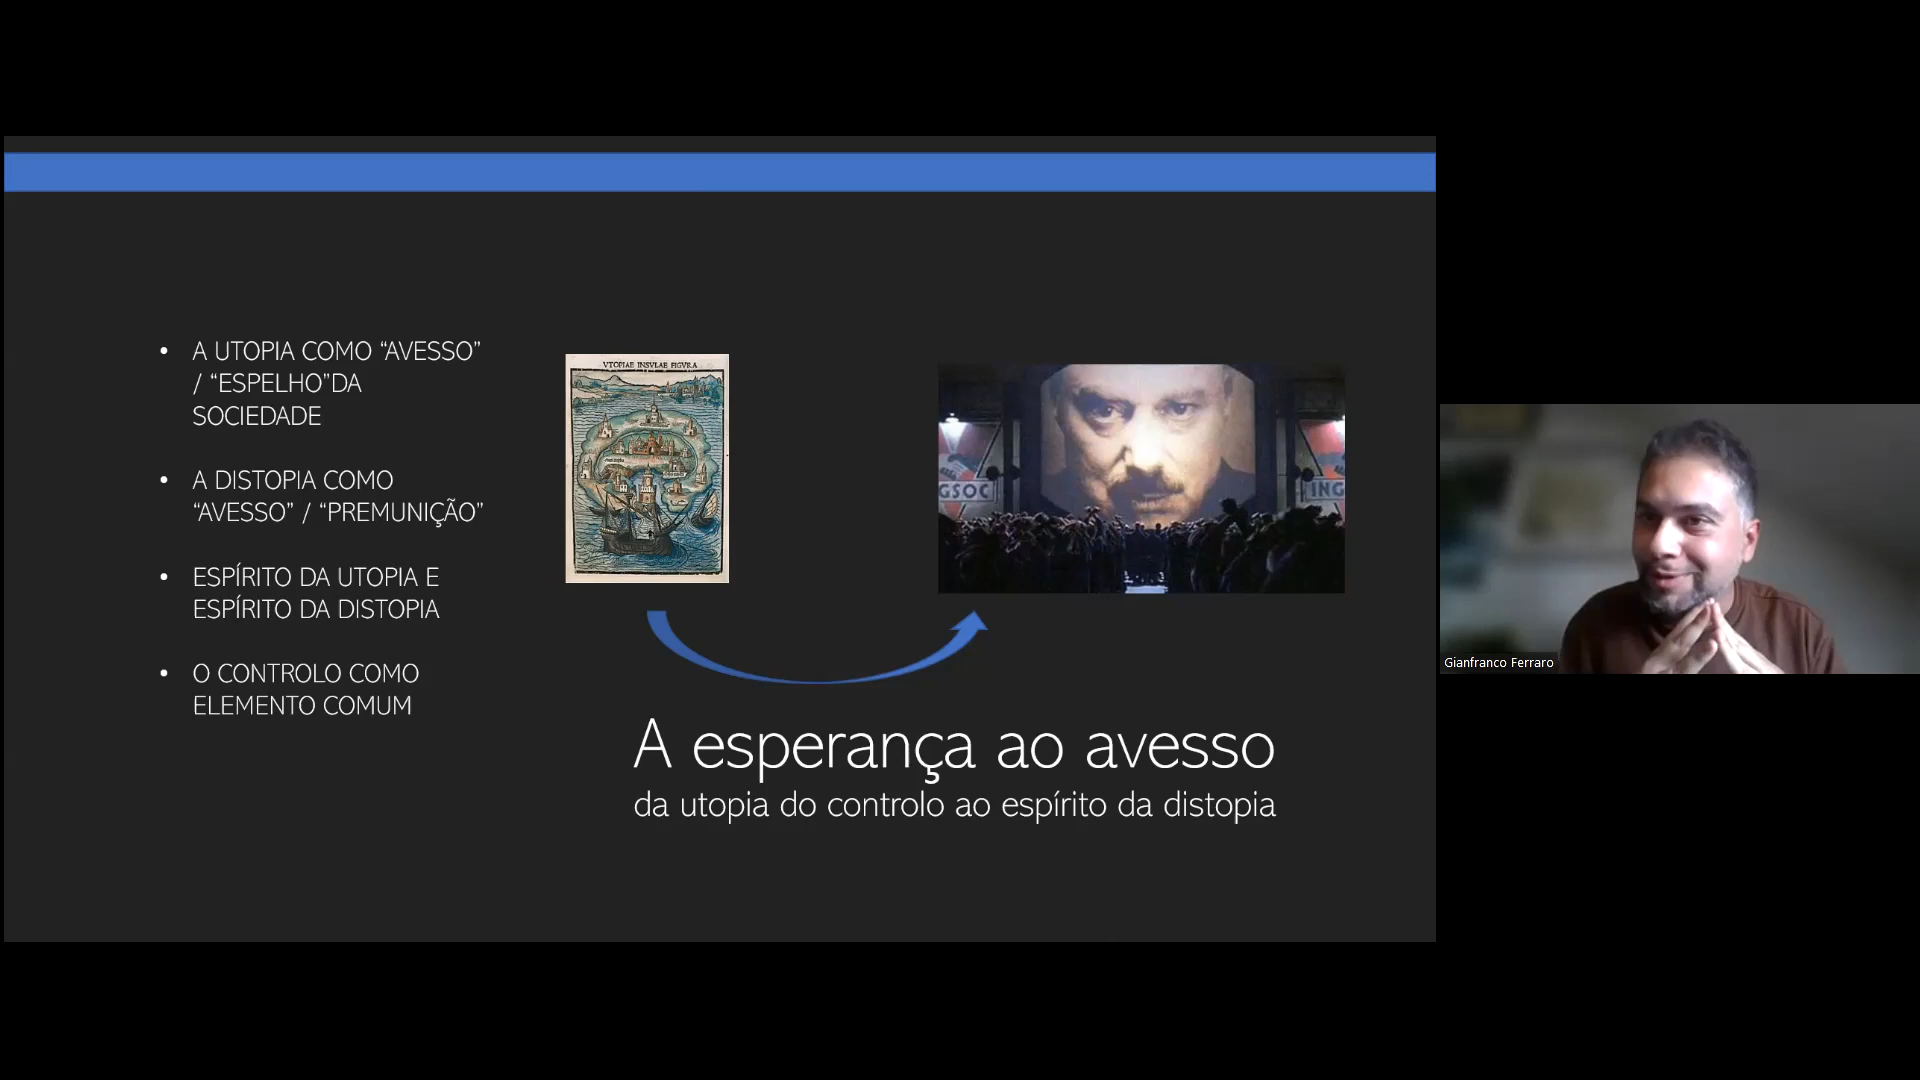 • A UTOPIA COMO “AVESSO”
/ “ESPELHO”DA
SOCIEDADE
• A DISTOPIA COMO
“AVESSO” / “PREMUNIÇÃO”
• ESPÍRITO DA UTOPIA E
ESPÍRITO DA DISTOPIA
• O CONTROLO COMO
ELEMENTO COMUM
VTOPIAE INSVLAE FIGVRA
GSOC
ING
A esperança ao avesso
da utopia do controlo ao espírito da distopia
Gianfranco Ferraro